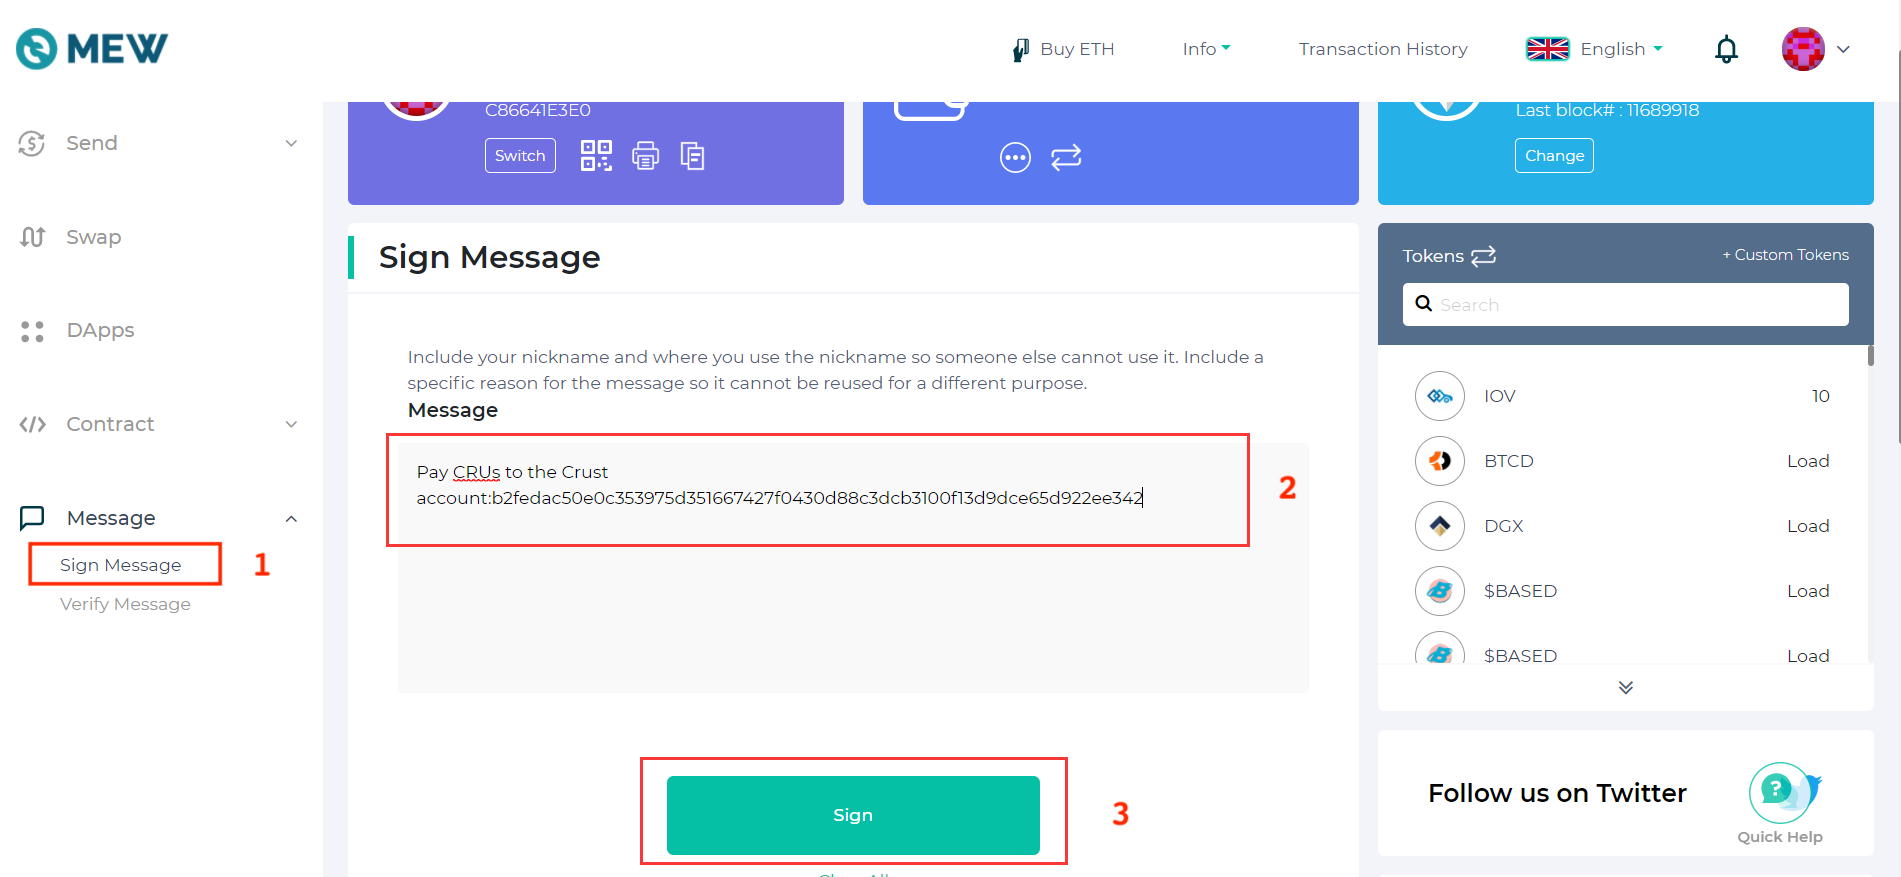 MEW
Buy ETH
Info
Transaction History
English
Send
Swap
DApps
Contract
Message
Sign Message
1
Verify Message
C86641E3E0
Switch
Last block# : 11689918
Change
Sign Message
Include your nickname and where you use the nickname so someone else cannot use it. Include a
specific reason for the message so it cannot be reused for a different purpose.
Message
Pay CRUs to the Crust
account:b2fedac50e0c353975d351667427f0430d88c3dcb3100f13d9dce65d922ee342
2
Sign
3
Tokens
+ Custom Tokens
Search
IOV 10
BTCD Load
DGX Load
$BASED Load
$BASED Load
Follow us on Twitter
?
Quick Help